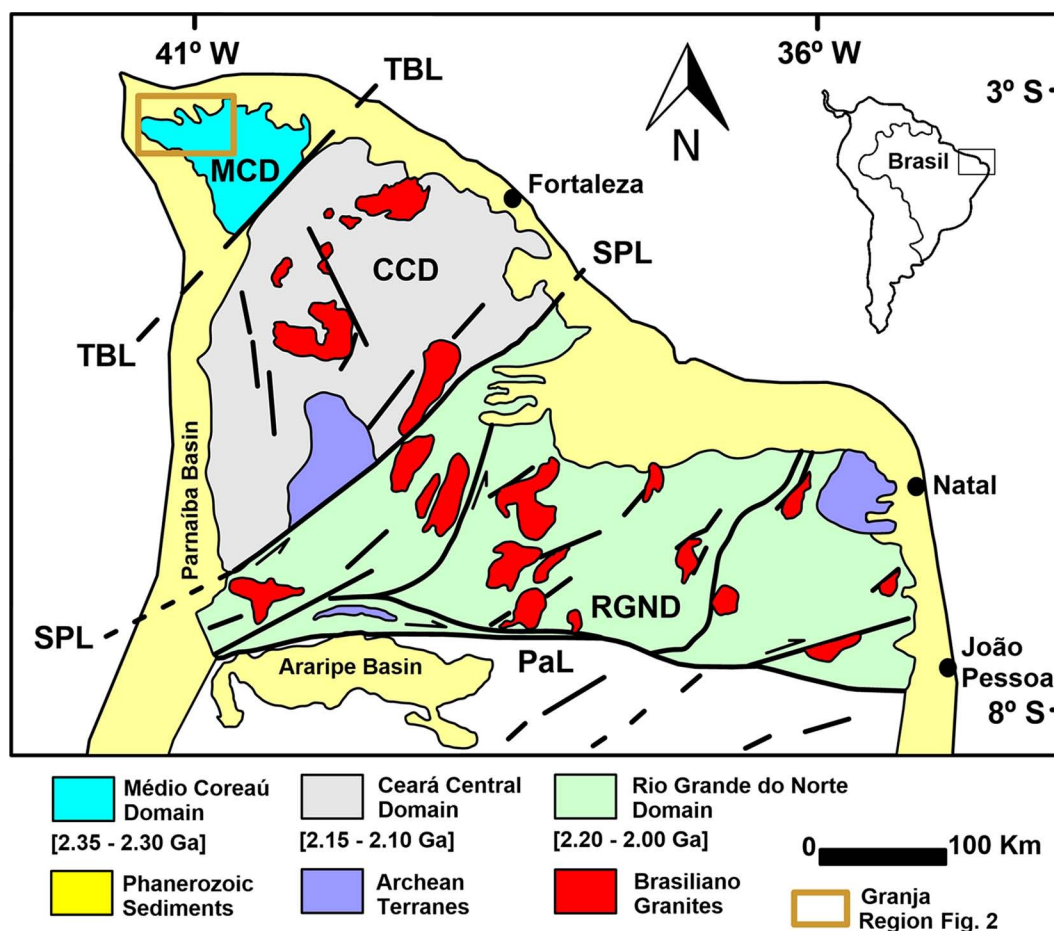 41º W
36º W
TBL
3º S
N
MCD
Brasil
Fortaleza
CCD
SPL
TBL
Parnaíba Basin
Natal
RGND
SPL
PaL
Araripe Basin
João
Pessoa
8º S
Médio Coreaú
Domain
[2.35 - 2.30 Ga]
Ceará Central
Domain
[2.15 - 2.10 Ga]
Rio Grande do Norte
Domain
[2.20 - 2.00 Ga]
0
100 Km
Phanerozoic
Sediments
Archean
Terranes
Brasiliano
Granites
Granja
Region Fig. 2